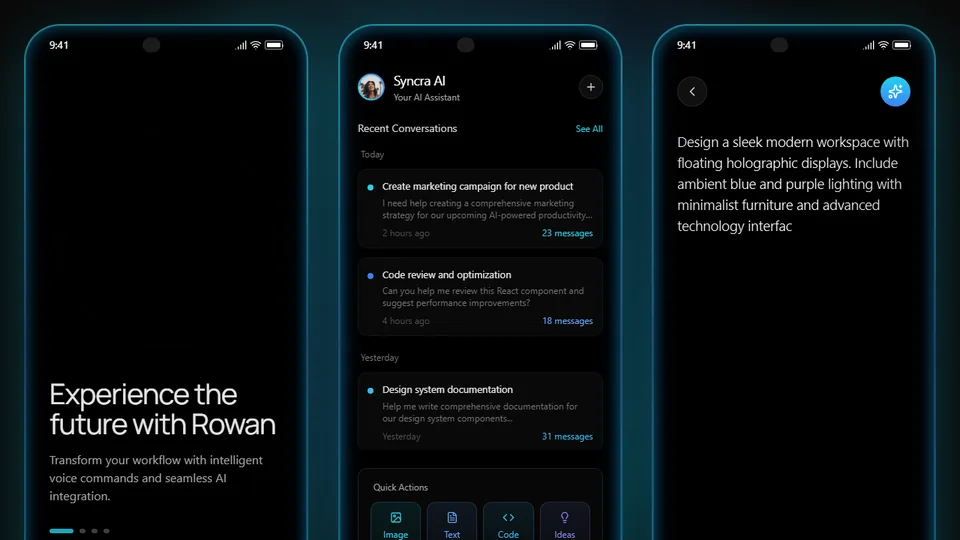 9:41
Experience the
future with Rowan
Transform your workflow with intelligent
voice commands and seamless AI
integration.
9:41
Syncra AI
Your AI Assistant
Recent Conversations
See All
Today
Create marketing campaign for new product
I need help creating a comprehensive marketing
strategy for our upcoming AI-powered productivity...
2 hours ago
23 messages
Code review and optimization
Can you help me review this React component and
suggest performance improvements?
4 hours ago
18 messages
Yesterday
Design system documentation
Help me write comprehensive documentation for
our design system components...
Yesterday
31 messages
Quick Actions
Image
Text
Code
Ideas
9:41
Design a sleek modern workspace with
floating holographic displays. Include
ambient blue and purple lighting with
minimalist furniture and advanced
technology interfac